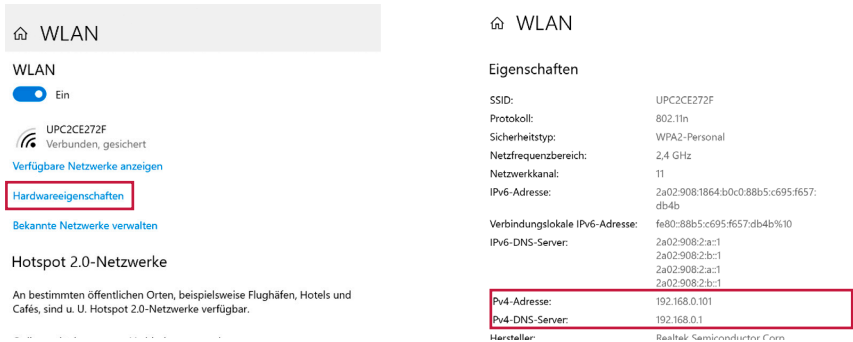 WLAN
WLAN
Ein
UPC2CE272F
Verbunden, gesichert
Verfügbare Netzwerke anzeigen
Hardwareeigenschaften
Bekannte Netzwerke verwalten
Hotspot 2.0-Netzwerke
An bestimmten öffentlichen Orten, beispielsweise Flughäfen, Hotels und
Cafés, sind u. U. Hotspot 2.0-Netzwerke verfügbar.
WLAN
Eigenschaften
SSID: UPC2CE272F
Protokoll: 802.11n
Sicherheitstyp: WPA2-Personal
Netzfrequenzbereich: 2,4 GHz
Netzwerkkanal: 11
IPv6-Adresse: 2a02:908:1864:b0c0:88b5:c695:f657:
db4b
Verbindungslokale IPv6-Adresse: fe80::88b5:c695:f657:db4b%10
IPv6-DNS-Server: 2a02:908:2:a::1
2a02:908:2:b::1
2a02:908:2:a::1
2a02:908:2:b::1
Pv4-Adresse: 192.168.0.101
Pv4-DNS-Server: 192.168.0.1
Hersteller: Realtek Semiconductor Corp.